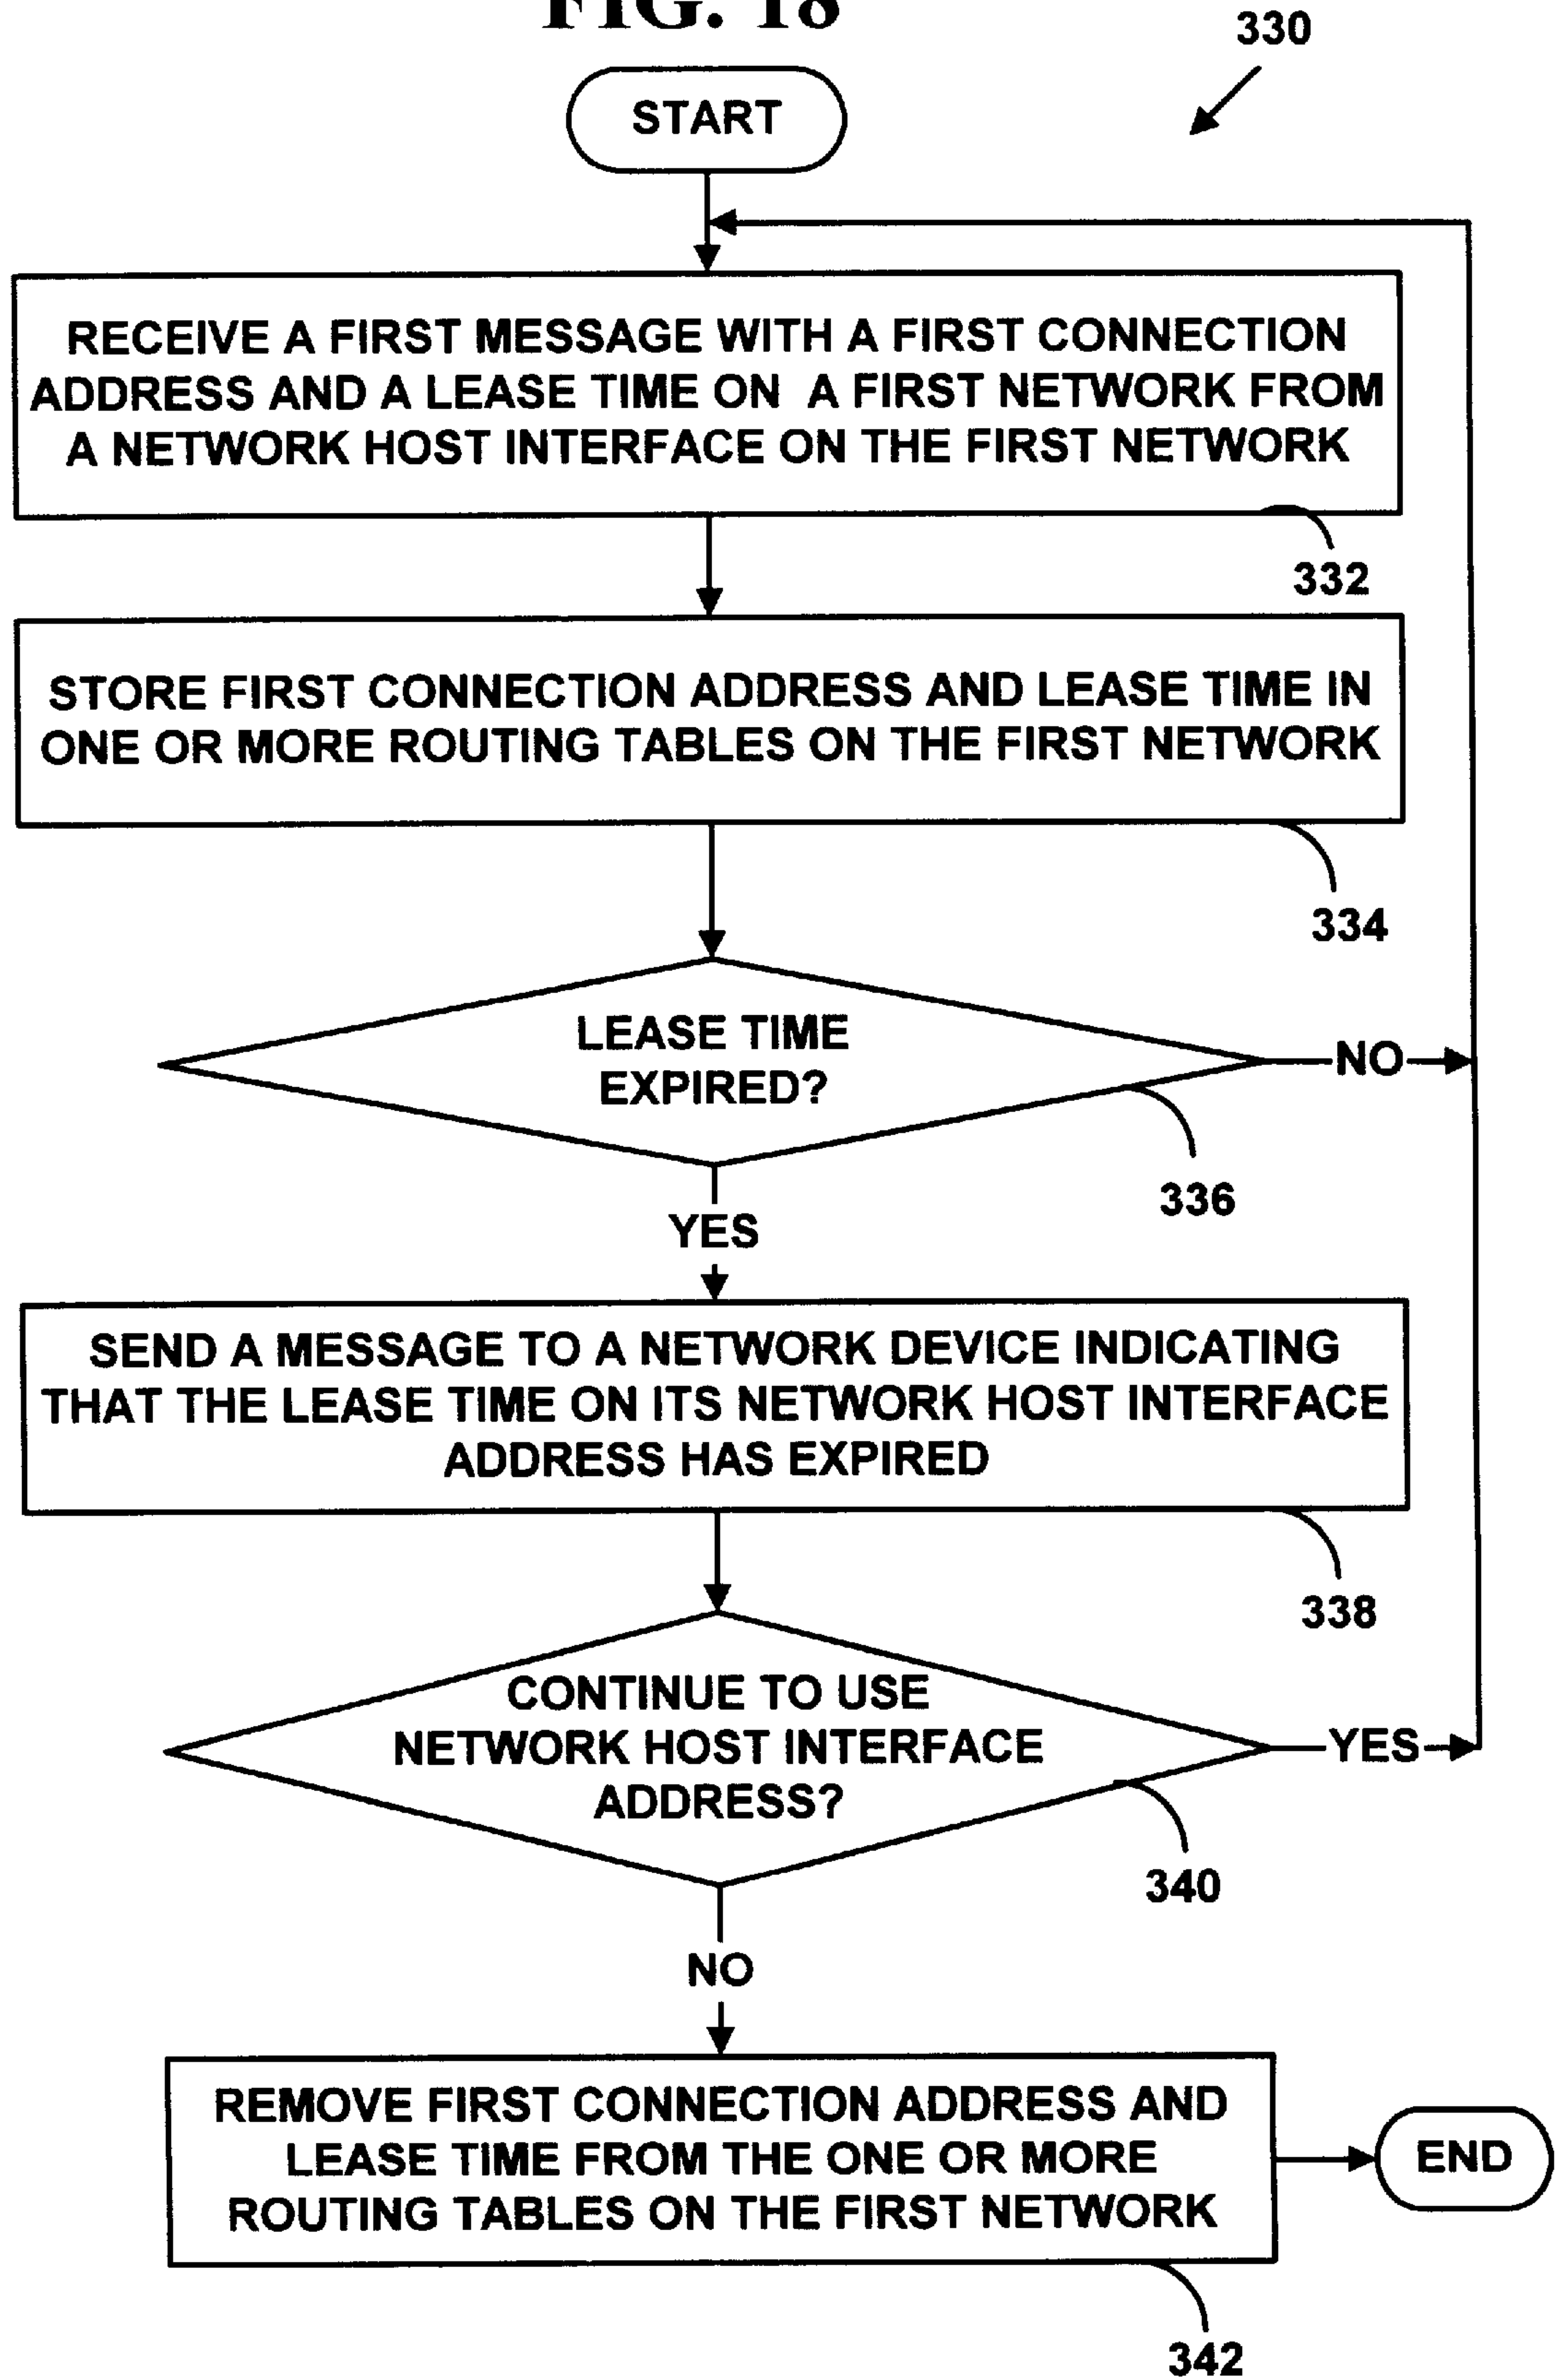 FIG. 18
330
START
RECEIVE A FIRST MESSAGE WITH A FIRST CONNECTION
ADDRESS AND A LEASE TIME ON A FIRST NETWORK FROM
A NETWORK HOST INTERFACE ON THE FIRST NETWORK
332
STORE FIRST CONNECTION ADDRESS AND LEASE TIME IN
ONE OR MORE ROUTING TABLES ON THE FIRST NETWORK
334
LEASE TIME
EXPIRED?
NO
336
YES
SEND A MESSAGE TO A NETWORK DEVICE INDICATING
THAT THE LEASE TIME ON ITS NETWORK HOST INTERFACE
ADDRESS HAS EXPIRED
338
CONTINUE TO USE
NETWORK HOST INTERFACE
ADDRESS?
YES
340
NO
REMOVE FIRST CONNECTION ADDRESS AND
LEASE TIME FROM THE ONE OR MORE
ROUTING TABLES ON THE FIRST NETWORK
END
342